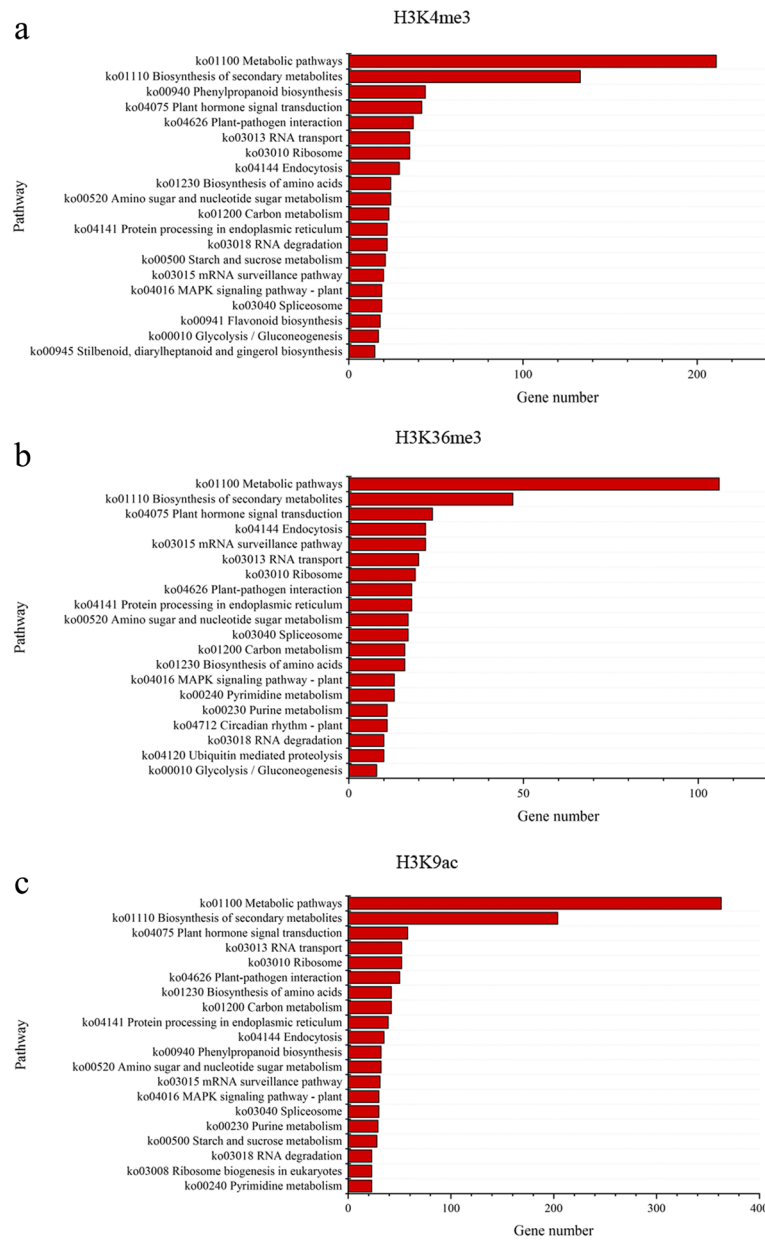 a
H3K4me3
Pathway
ko01100 Metabolic pathways
ko01110 Biosynthesis of secondary metabolites
ko00940 Phenylpropanoid biosynthesis
ko04075 Plant hormone signal transduction
ko04626 Plant-pathogen interaction
ko03013 RNA transport
ko03010 Ribosome
ko04144 Endocytosis
ko01230 Biosynthesis of amino acids
ko00520 Amino sugar and nucleotide sugar metabolism
ko01200 Carbon metabolism
ko04141 Protein processing in endoplasmic reticulum
ko03018 RNA degradation
ko00500 Starch and sucrose metabolism
ko03015 mRNA surveillance pathway
ko04016 MAPK signaling pathway - plant
ko03040 Spliceosome
ko00941 Flavonoid biosynthesis
ko00010 Glycolysis / Gluconeogenesis
ko00945 Stilbenoid, diarylheptanoid and gingerol biosynthesis
0 100 200
Gene number
b
H3K36me3
Pathway
ko01100 Metabolic pathways
ko01110 Biosynthesis of secondary metabolites
ko04075 Plant hormone signal transduction
ko04144 Endocytosis
ko03015 mRNA surveillance pathway
ko03013 RNA transport
ko03010 Ribosome
ko04626 Plant-pathogen interaction
ko04141 Protein processing in endoplasmic reticulum
ko00520 Amino sugar and nucleotide sugar metabolism
ko03040 Spliceosome
ko01200 Carbon metabolism
ko01230 Biosynthesis of amino acids
ko04016 MAPK signaling pathway - plant
ko00240 Pyrimidine metabolism
ko00230 Purine metabolism
ko04712 Circadian rhythm - plant
ko03018 RNA degradation
ko04120 Ubiquitin mediated proteolysis
ko00010 Glycolysis / Gluconeogenesis
0 50 100
Gene number
c
H3K9ac
Pathway
ko01100 Metabolic pathways
ko01110 Biosynthesis of secondary metabolites
ko04075 Plant hormone signal transduction
ko03013 RNA transport
ko03010 Ribosome
ko04626 Plant-pathogen interaction
ko01230 Biosynthesis of amino acids
ko01200 Carbon metabolism
ko04141 Protein processing in endoplasmic reticulum
ko04144 Endocytosis
ko00940 Phenylpropanoid biosynthesis
ko00520 Amino sugar and nucleotide sugar metabolism
ko03015 mRNA surveillance pathway
ko04016 MAPK signaling pathway - plant
ko03040 Spliceosome
ko00230 Purine metabolism
ko00500 Starch and sucrose metabolism
ko03018 RNA degradation
ko03008 Ribosome biogenesis in eukaryotes
ko00240 Pyrimidine metabolism
0 100 200 300 400
Gene number